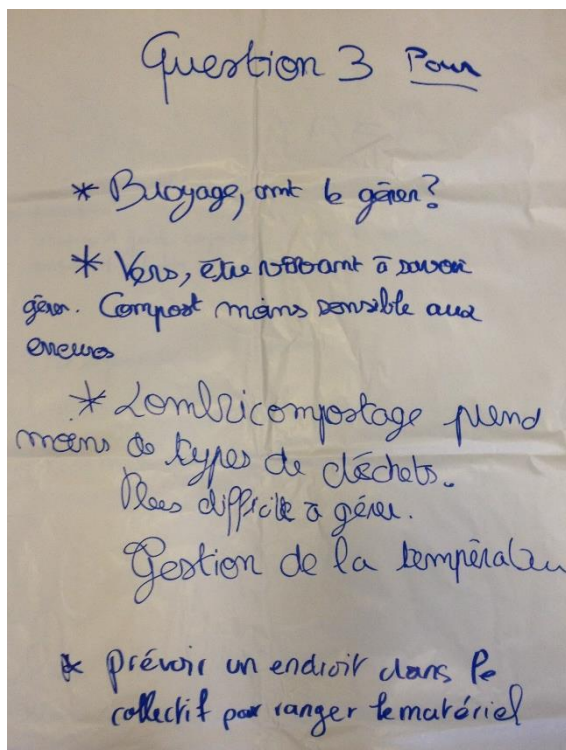 Question 3 Pour
* Broyage, cmt le gérer?
* Vers, être vivant à savoir
gérer. Compost moins sensible aux
erreurs
* Lombricompostage prend
moins de types de déchets.
Plus difficile à gérer.
Gestion de la température
* prévoir un endroit dans le
collectif pour ranger le matériel